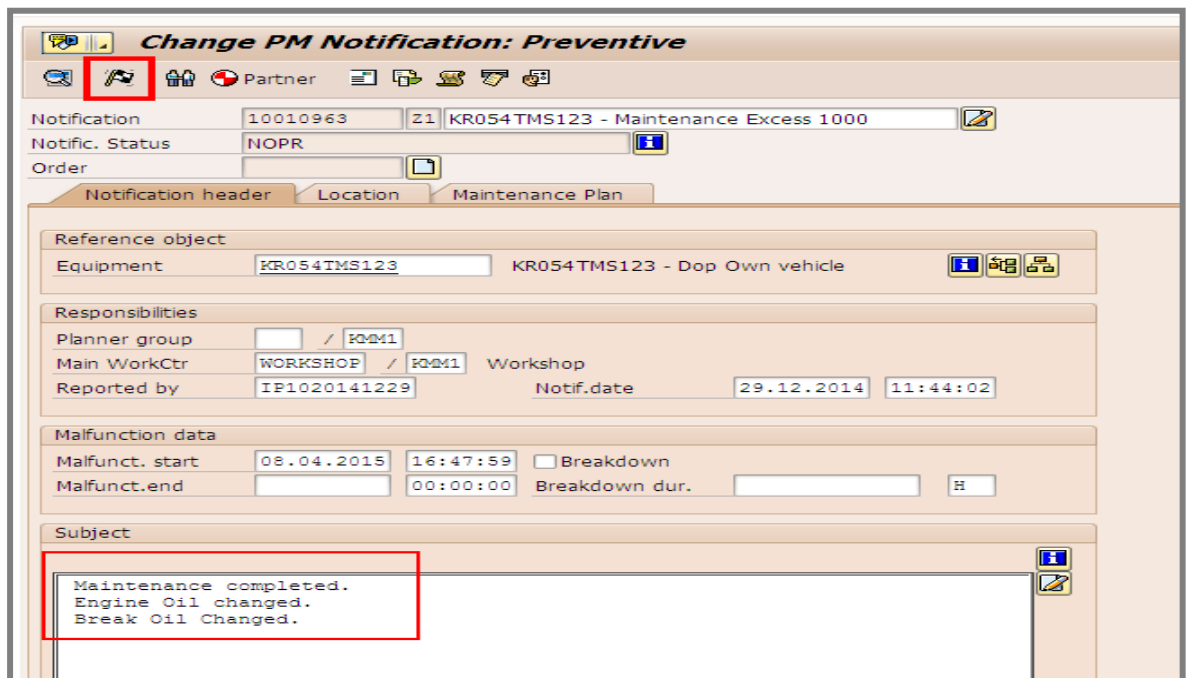 Change PM Notification: Preventive
Partner
Notification 10010963 Z1 KR054TMS123 - Maintenance Excess 1000
Notific. Status NOPR
Order
Notification header Location Maintenance Plan
Reference object
Equipment KR054TMS123 KR054TMS123 - Dop Own vehicle
Responsibilities
Planner group / KMM1
Main WorkCtr WORKSHOP / KMM1 Workshop
Reported by IP1020141229 Notif.date 29.12.2014 11:44:02
Malfunction data
Malfunct. start 08.04.2015 16:47:59 Breakdown
Malfunct.end 00:00:00 Breakdown dur. H
Subject
Maintenance completed.
Engine Oil changed.
Break Oil Changed.